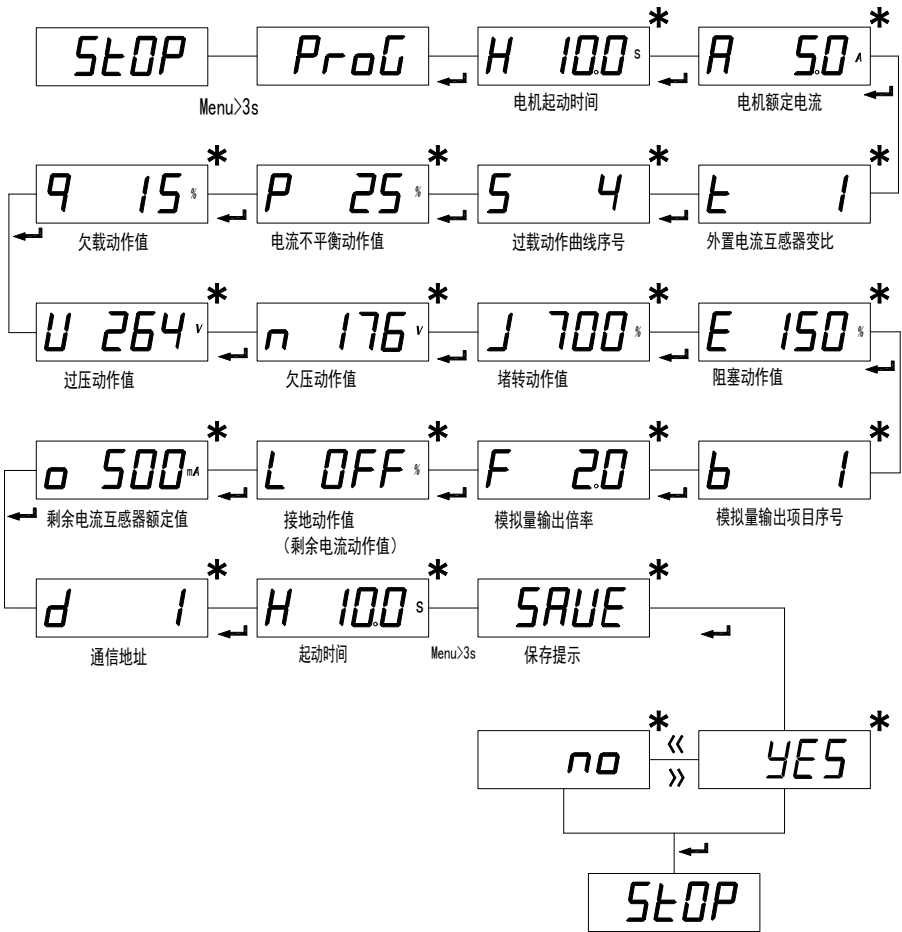 StOP
ProG
H 10.0 s
*
A 5.0 A
*
Menu>3s
电机起动时间
电机额定电流
q 15 %
*
P 25 %
*
S 4
*
t 1
*
欠载动作值
电流不平衡动作值
过载动作曲线序号
外置电流互感器变比
U 264 V
*
n 176 V
*
J 700 %
*
E 150 %
*
过压动作值
欠压动作值
堵转动作值
阻塞动作值
o 500 mA
*
L OFF %
*
F 2.0
*
b 1
*
剩余电流互感器额定值
接地动作值
(剩余电流动作值)
模拟量输出倍率
模拟量输出项目序号
d 1
*
H 10.0 s
*
SAVE
*
通信地址
起动时间
Menu>3s
保存提示
no
*
«
»
YES
*
StOP